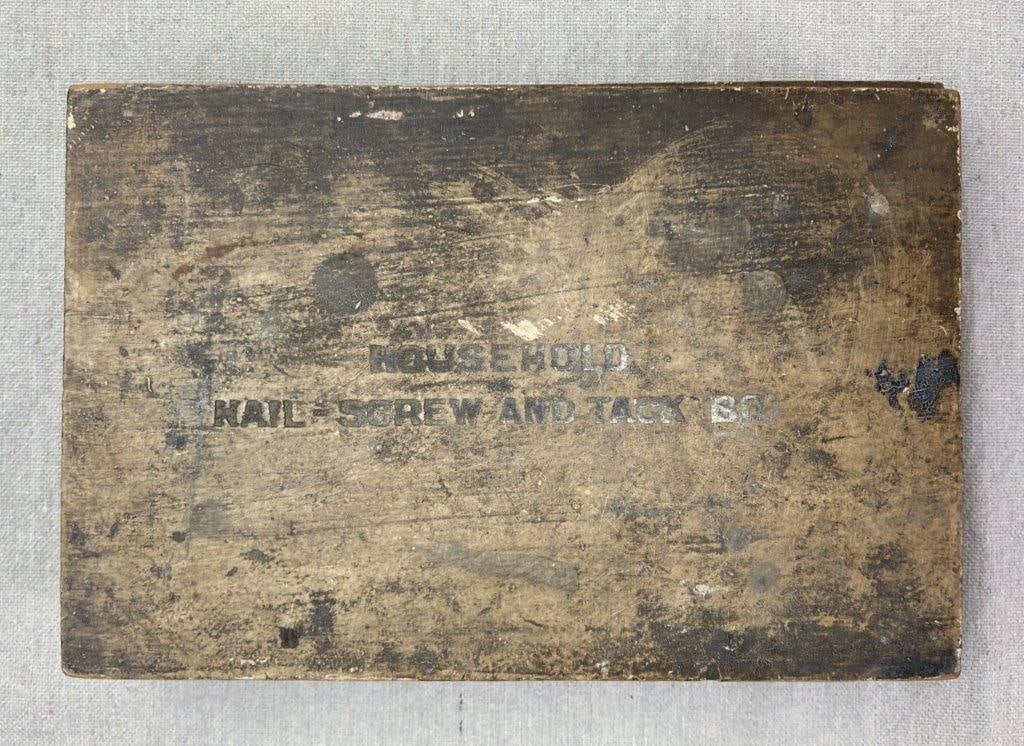 HOUSEHOLD
NAIL - SCREW AND TACK BOX